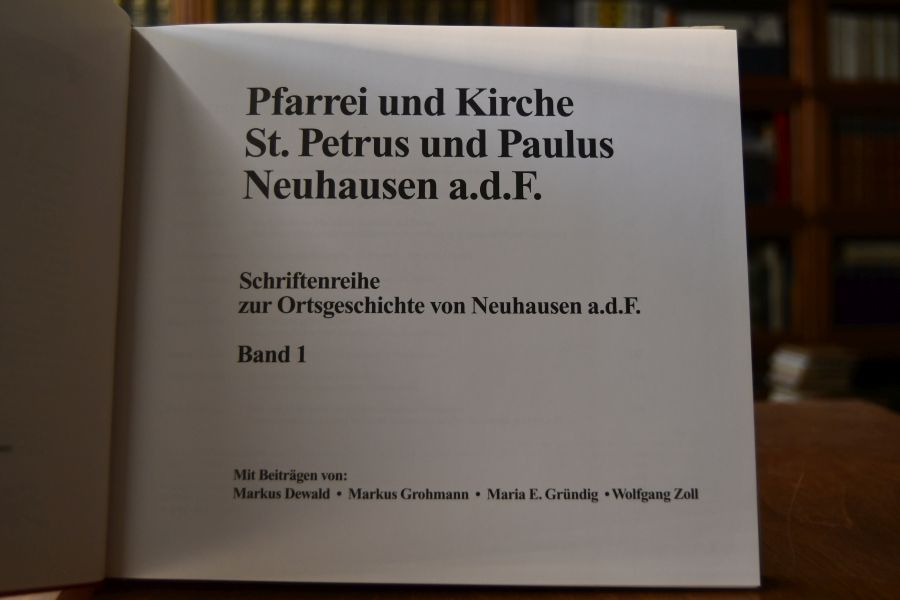 Pfarrei und Kirche
St. Petrus und Paulus
Neuhausen a.d.F.
Schriftenreihe
zur Ortsgeschichte von Neuhausen a.d.F.
Band 1
Mit Beiträgen von:
Markus Dewald • Markus Grohmann • Maria E. Gründig • Wolfgang Zoll